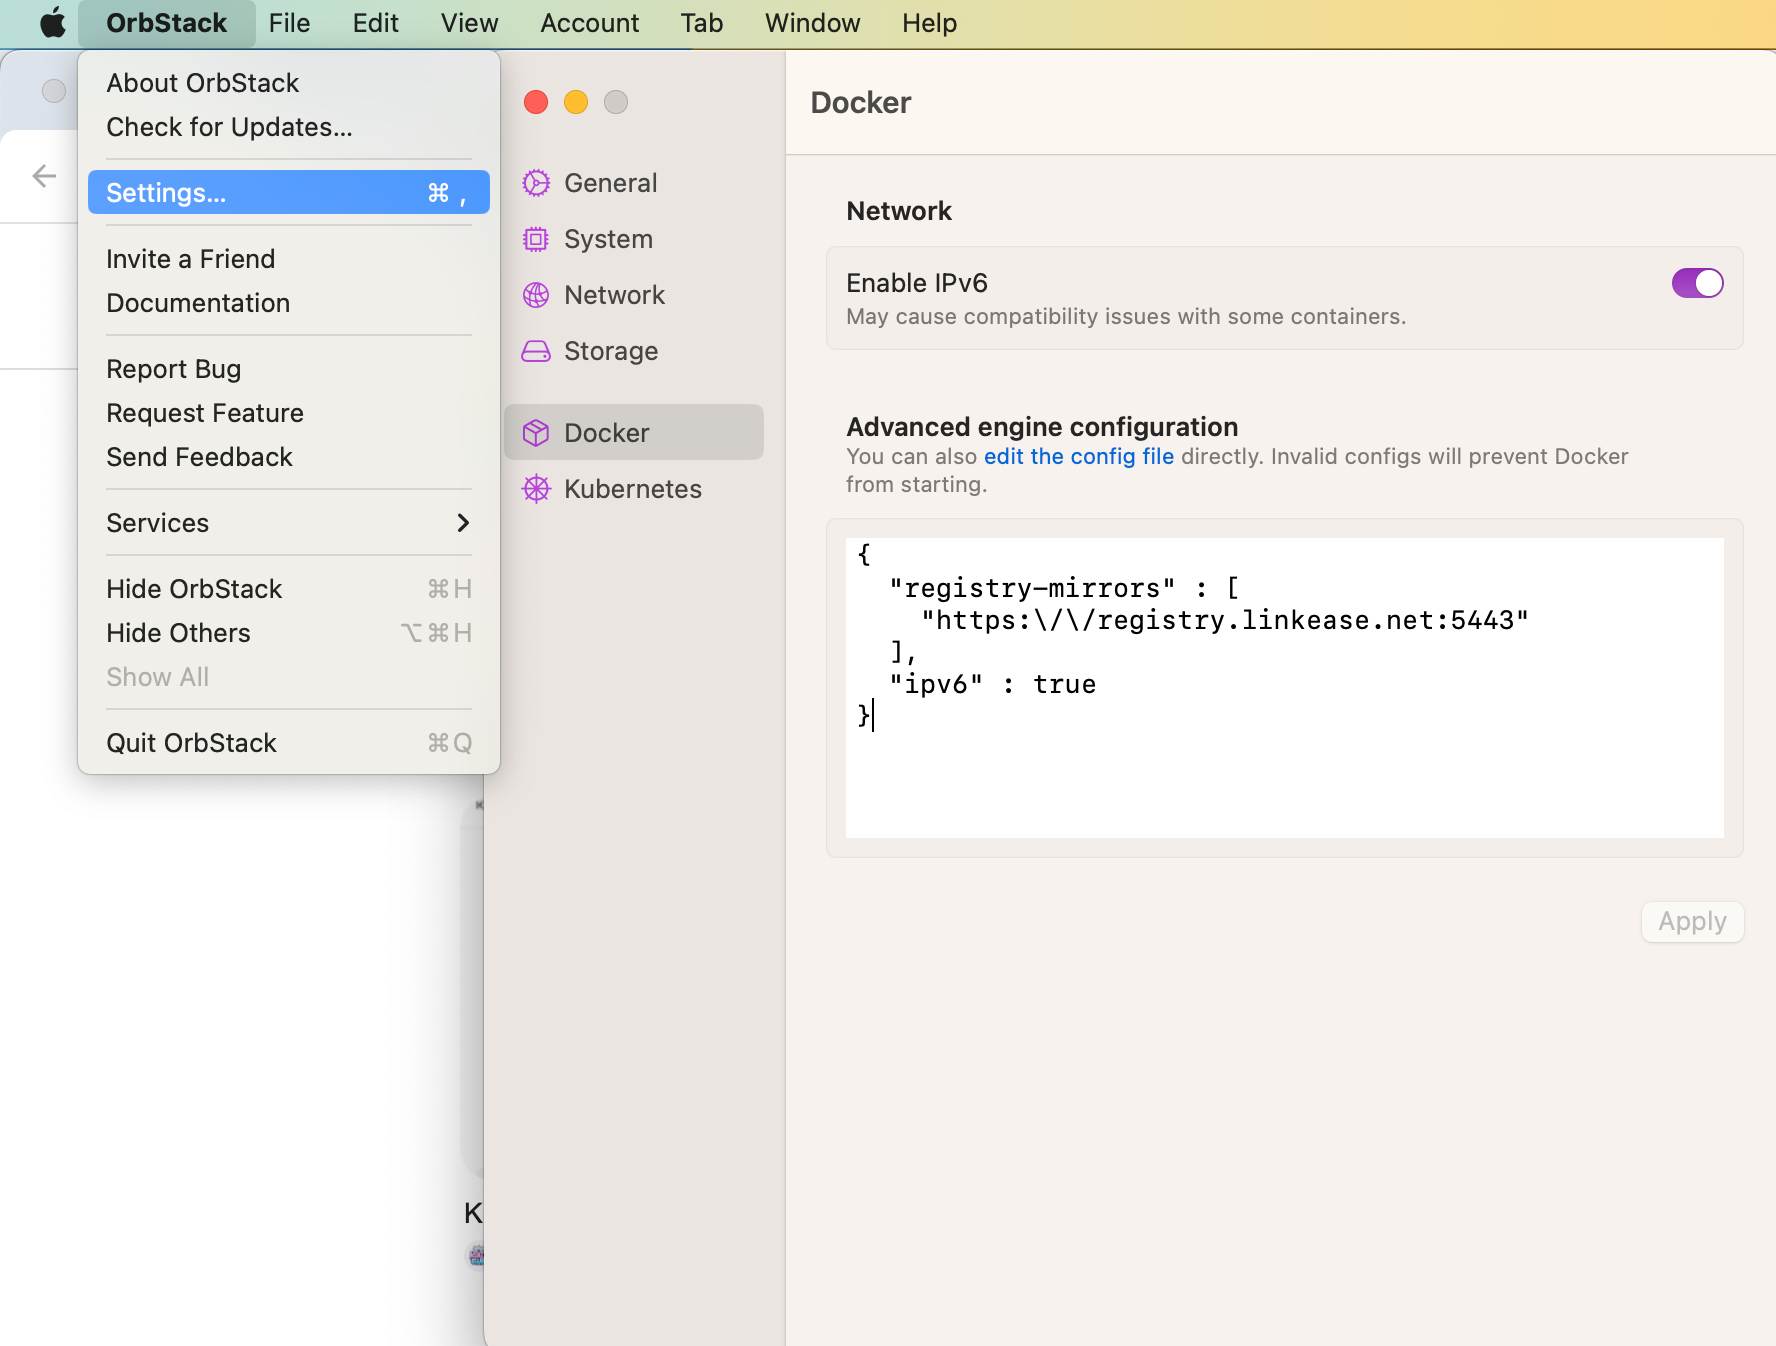 OrbStack File Edit View Account Tab Window Help
About OrbStack
Check for Updates...
Settings... ⌘ ,
Invite a Friend
Documentation
Report Bug
Request Feature
Send Feedback
Services
Hide OrbStack ⌘H
Hide Others ⌥⌘H
Show All
Quit OrbStack ⌘Q
K
General
System
Network
Storage
Docker
Kubernetes
Docker
Network
Enable IPv6
May cause compatibility issues with some containers.
Advanced engine configuration
You can also edit the config file directly. Invalid configs will prevent Docker
from starting.
{
"registry-mirrors" : [
"https:\/\/registry.linkease.net:5443"
],
"ipv6" : true
}
Apply